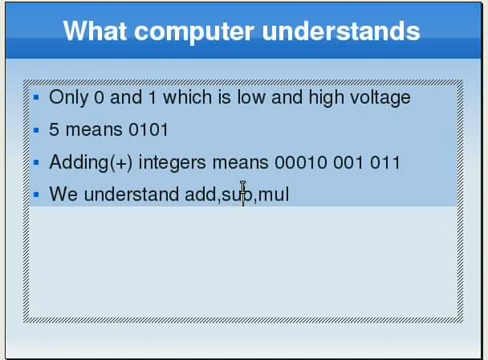 What computer understands
Only 0 and 1 which is low and high voltage
5 means 0101
Adding(+) integers means 00010 001 011
We understand add,sub,mul